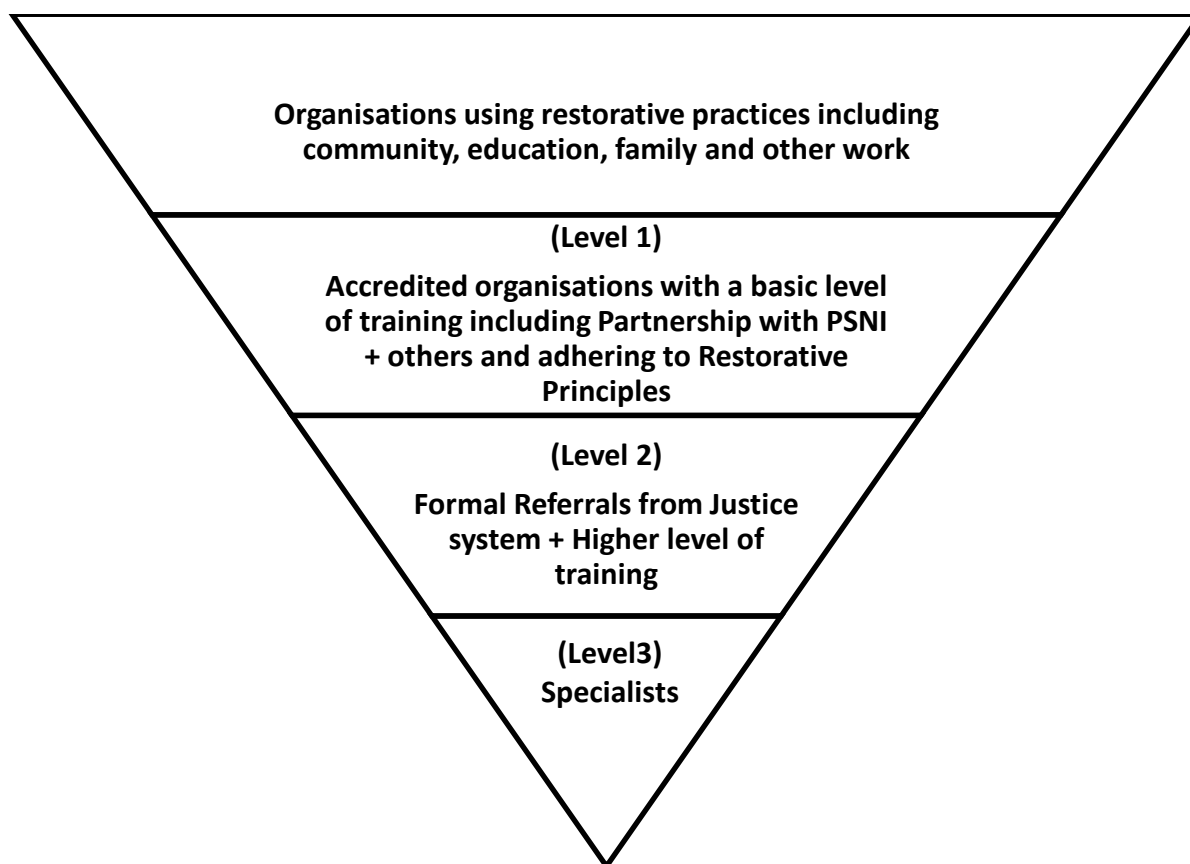 Organisations using restorative practices including
community, education, family and other work
(Level 1)
Accredited organisations with a basic level
of training including Partnership with PSNI
+ others and adhering to Restorative
Principles
(Level 2)
Formal Referrals from Justice
system + Higher level of
training
(Level3)
Specialists